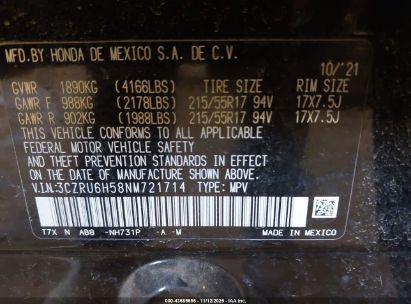 MFD.BY HONDA DE MEXICO S.A. DE C.V.
10/'21
GVWR 1890KG (4166LBS) TIRE SIZE RIM SIZE
GAWR F 988KG (2178LBS) 215/55R17 94V 17X7.5J
GAWR R 902KG (1988LBS) 215/55R17 94V 17X7.5J
THIS VEHICLE CONFORMS TO ALL APPLICABLE
FEDERAL MOTOR VEHICLE SAFETY
AND THEFT PREVENTION STANDARDS IN EFFECT
ON THE DATE OF MANUFACTURE SHOWN ABOVE.
V.I.N:3CZRU6H58NM721714 TYPE: MPV
T7X N AB8 -NH731P -A -M MADE IN MEXICO